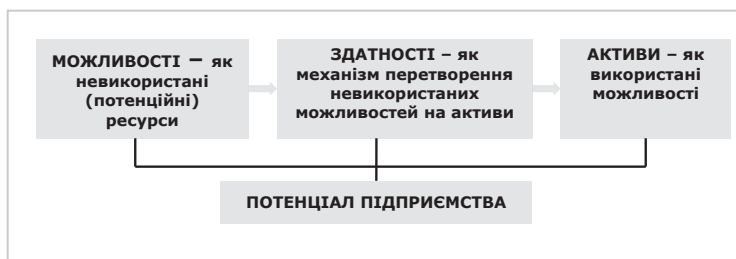 МОЖЛИВОСТІ – як
невикористані
(потенційні)
ресурси
ЗДАТНОСТІ – як
механізм перетворення
невикористаних
можливостей на активи
АКТИВИ – як
використані
можливості
ПОТЕНЦІАЛ ПІДПРИЄМСТВА